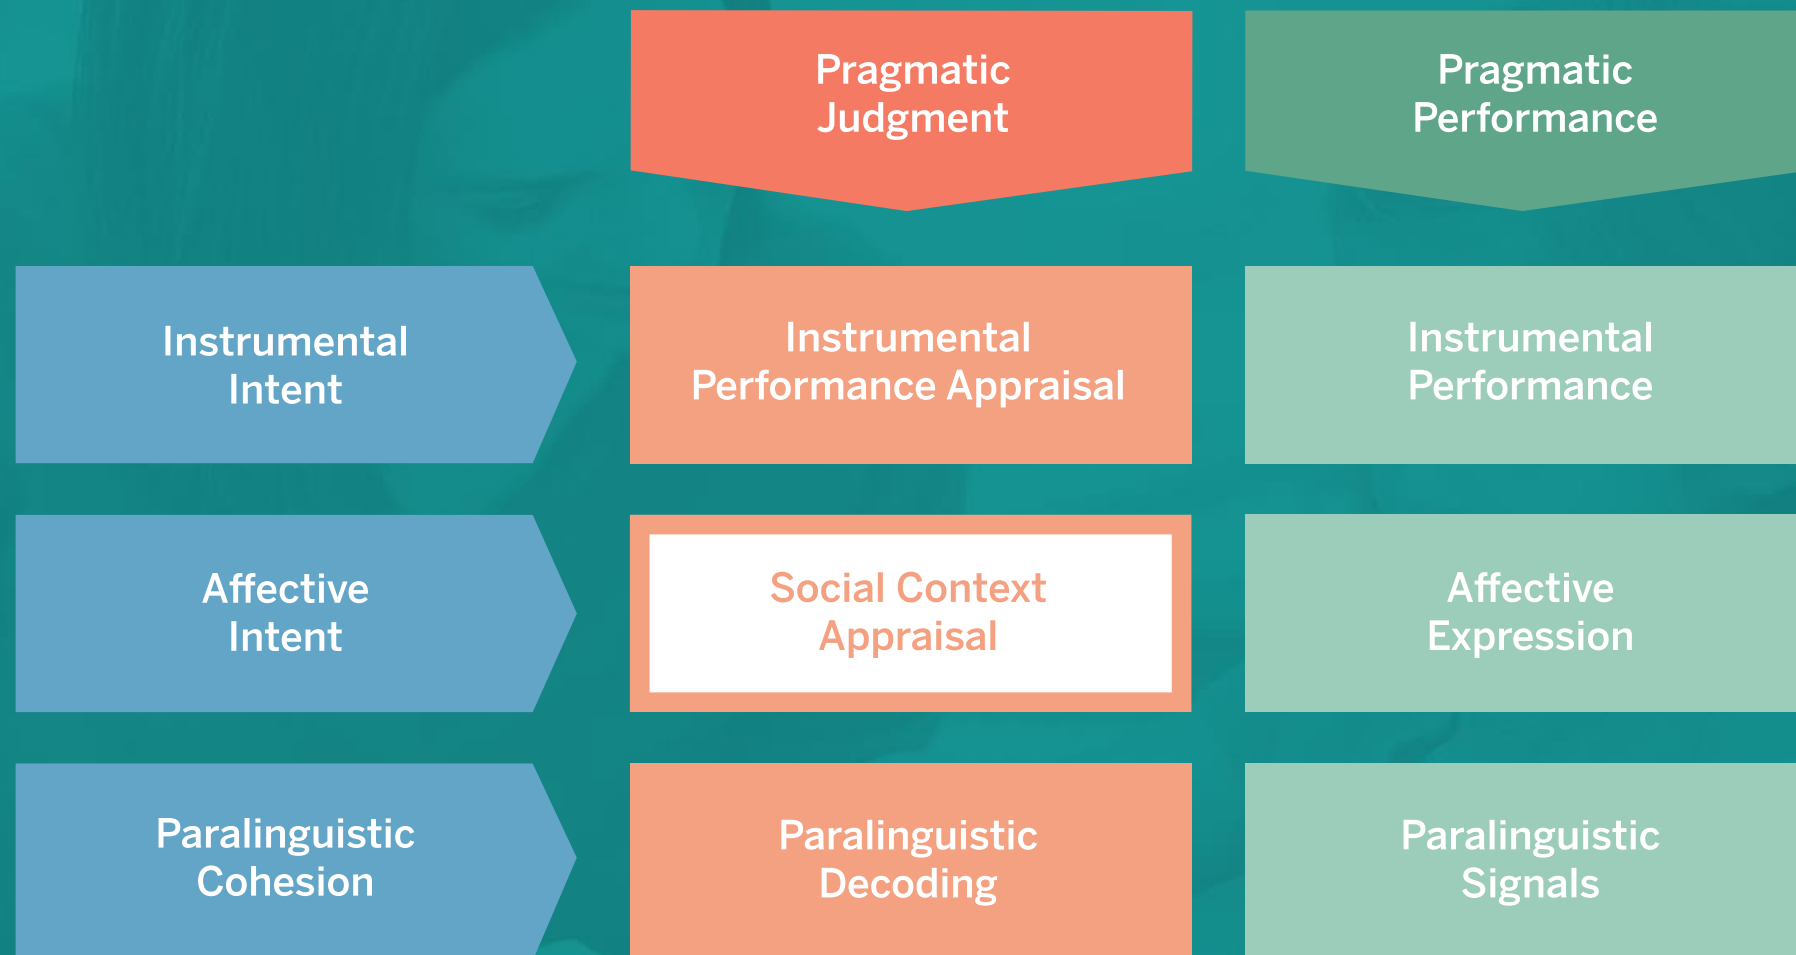 Pragmatic
Judgment
Pragmatic
Performance
Instrumental
Intent
Instrumental
Performance Appraisal
Instrumental
Performance
Affective
Intent
Social Context
Appraisal
Affective
Expression
Paralinguistic
Cohesion
Paralinguistic
Decoding
Paralinguistic
Signals